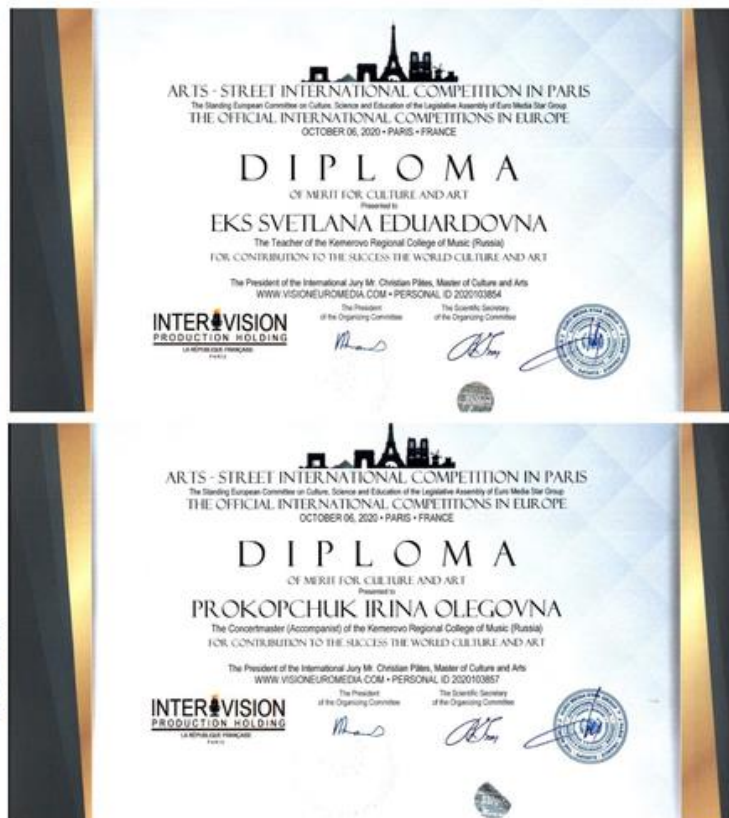 ARTS - STREET INTERNATIONAL COMPETITION IN PARIS
The Standing European Committee on Culture, Science and Education of the Legislative Assembly of Euro Media Star Group
THE OFFICIAL INTERNATIONAL COMPETITIONS IN EUROPE
OCTOBER 06, 2020 • PARIS • FRANCE
DIPLOMA
OF MERIT FOR CULTURE AND ART
Presented to
EKS SVETLANA EDUARDOVNA
The Teacher of the Kemerovo Regional College of Music (Russia)
FOR CONTRIBUTION TO THE SUCCESS THE WORLD CULTURE AND ART
The President of the International Jury Mr. Christian Pâtes, Master of Culture and Arts
WWW.VISIONEUROMEDIA.COM • PERSONAL ID 2020103854
INTERVISION
PRODUCTION HOLDING
LA RÉPUBLIQUE FRANÇAISE
PARIS
The President
of the Organizing Committee
The Scientific Secretary
of the Organizing Committee
ARTS - STREET INTERNATIONAL COMPETITION IN PARIS
The Standing European Committee on Culture, Science and Education of the Legislative Assembly of Euro Media Star Group
THE OFFICIAL INTERNATIONAL COMPETITIONS IN EUROPE
OCTOBER 06, 2020 • PARIS • FRANCE
DIPLOMA
OF MERIT FOR CULTURE AND ART
Presented to
PROKOPCHUK IRINA OLEGOVNA
The Concertmaster (Accompanist) of the Kemerovo Regional College of Music (Russia)
FOR CONTRIBUTION TO THE SUCCESS THE WORLD CULTURE AND ART
The President of the International Jury Mr. Christian Pâtes, Master of Culture and Arts
WWW.VISIONEUROMEDIA.COM • PERSONAL ID 2020103857
INTERVISION
PRODUCTION HOLDING
LA RÉPUBLIQUE FRANÇAISE
PARIS
The President
of the Organizing Committee
The Scientific Secretary
of the Organizing Committee